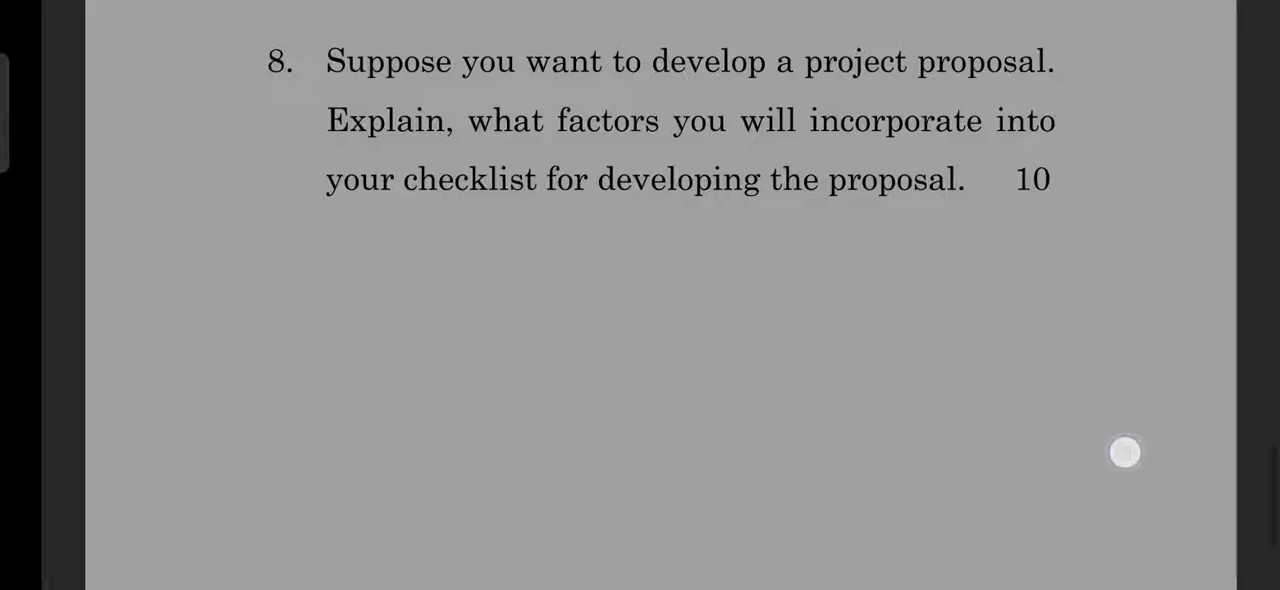 8. Suppose you want to develop a project proposal.
Explain, what factors you will incorporate into
your checklist for developing the proposal. 10